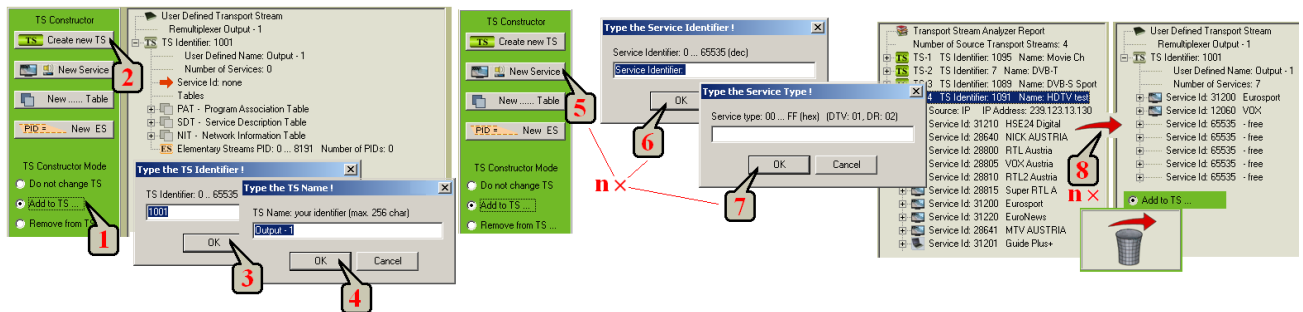 TS Constructor
TS Create new TS
2
New Service
New ...... Table
PID = New ES
TS Constructor Mode
Do not change TS
Add to TS ...
1
Remove from TS
User Defined Transport Stream
Remultiplexer Output - 1
TS TS Identifier: 1001
User Defined Name: Output - 1
Number of Services: 0
Service Id: none
Tables
PAT - Program Association Table
SDT - Service Description Table
NIT - Network Information Table
ES Elementary Streams PID: 0 ... 8191 Number of PIDs: 0
Type the TS Identifier !
TS Identifier: 0 ... 65535
1001
OK
3
Type the TS Name !
TS Name: your identifier (max. 256 char)
Output - 1
OK
Cancel
4
TS Constructor
TS Create new TS
New Service
5
New ...... Table
PID = New ES
TS Constructor Mode
Do not change TS
Add to TS ...
Remove from TS ...
Type the Service Identifier !
Service Identifier: 0 ... 65535 (dec)
Service Identifier:
OK
6
n ×
Type the Service Type !
Service type: 00 ... FF (hex) (DTV: 01, DR: 02)
OK
Cancel
7
Transport Stream Analyzer Report
Number of Source Transport Streams: 4
TS TS-1 TS Identifier: 1095 Name: Movie Ch
TS TS-2 TS Identifier: 7 Name: DVB-T
3 TS Identifier: 1089 Name: DVB-S Sport
4 TS Identifier: 1091 Name: HDTV test
Source: IP IP Address: 239.123.13.130
Service Id: 31210 HSE24 Digital
Service Id: 28640 NICK AUSTRIA
Service Id: 28800 RTL Austria
Service Id: 28805 VOX Austria
Service Id: 28810 RTL2 Austria
Service Id: 28815 Super RTL A
Service Id: 31200 Eurosport
Service Id: 31220 EuroNews
Service Id: 28641 MTV AUSTRIA
Service Id: 31201 Guide Plus+
8
n ×
User Defined Transport Stream
Remultiplexer Output - 1
TS TS Identifier: 1001
User Defined Name: Output - 1
Number of Services: 7
Service Id: 31200 Eurosport
Service Id: 12060 VOX
Service Id: 65535 - free
Service Id: 65535 - free
Service Id: 65535 - free
Service Id: 65535 - free
Service Id: 65535 - free
Add to TS ...